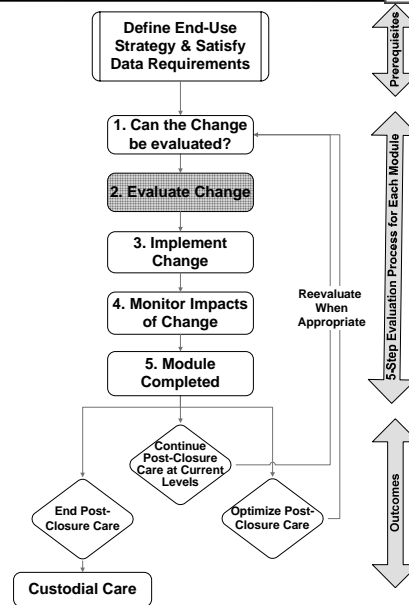 Define End-Use
Strategy & Satisfy
Data Requirements
Prerequisites
1. Can the Change
be evaluated?
2. Evaluate Change
3. Implement
Change
4. Monitor Impacts
of Change
5. Module
Completed
Reevaluate
When
Appropriate
5-Step Evaluation Process for Each Module
Continue
Post-Closure
Care at Current
Levels
End Post-
Closure Care
Optimize Post-
Closure Care
Outcomes
Custodial Care